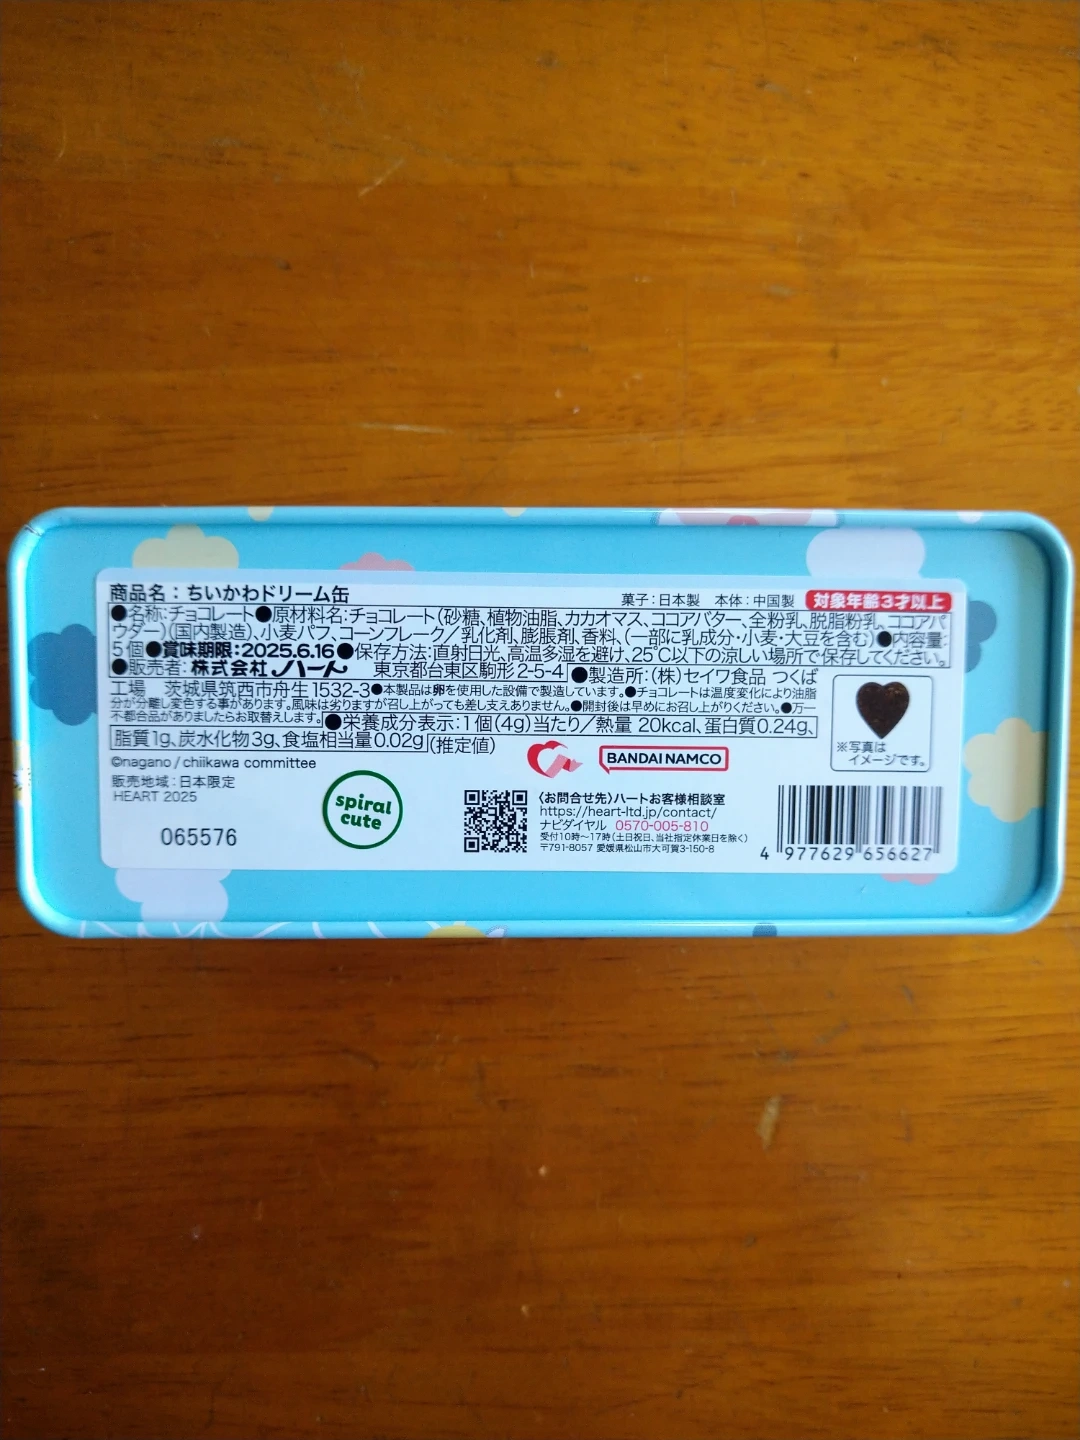 商品名：ちいかわドリーム缶
菓子：日本製　本体：中国製　対象年齢3才以上
●名称:チョコレート●原材料名:チョコレート(砂糖、植物油脂、カカオマス、ココアバター、全粉乳、脱脂粉乳、ココアパ
ウダー)(国内製造)、小麦パフ、コーンフレーク／乳化剤、膨脹剤、香料、(一部に乳成分・小麦・大豆を含む)●内容量:
5個●賞味期限:2025.6.16●保存方法:直射日光、高温多湿を避け、25℃以下の涼しい場所で保存してください。
●販売者:株式会社ハート　東京都台東区駒形2-5-4 ●製造所:(株)セイワ食品 つくば
工場　茨城県筑西市舟生1532-3●本製品は卵を使用した設備で製造しています。●チョコレートは温度変化により油脂
分が分離し変色する事があります。風味は劣りますが召し上がっても差し支えありません。●開封後は早めにお召し上がりください。●万一
不都合品がありましたらお取替えします。●栄養成分表示:1個(4g)当たり／熱量 20kcal、蛋白質0.24g、
脂質1g、炭水化物3g、食塩相当量0.02g (推定値)
※写真は
イメージです。
©nagano / chiikawa committee
BANDAI NAMCO
販売地域:日本限定
HEART 2025
065576
spiral
cute
〈お問合せ先〉ハートお客様相談室
https://heart-ltd.jp/contact/
ナビダイヤル 0570-005-810
受付10時〜17時(土日祝日、当社指定休業日を除く)
〒791-8057 愛媛県松山市大可賀3-150-8
4 977629 656627